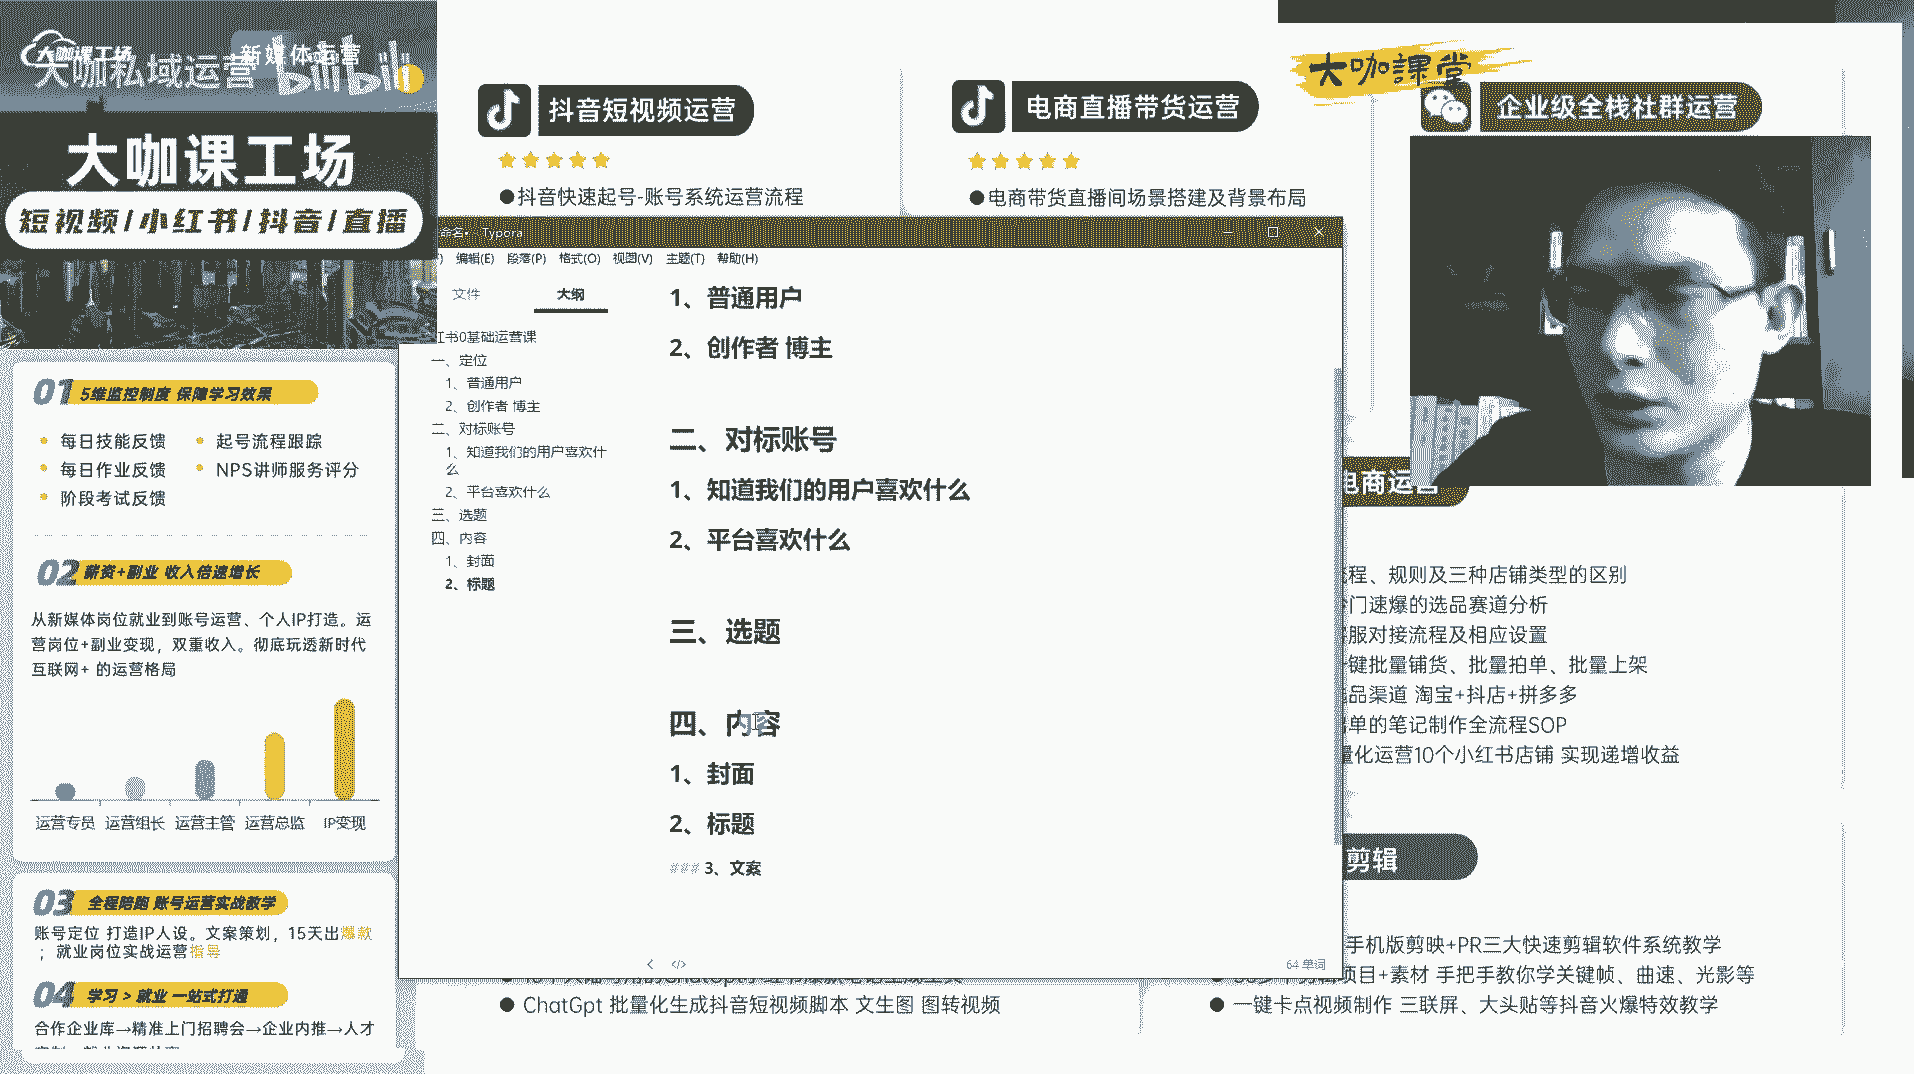 大咖课工场
新媒体运营
大咖私域运营
bilibili
大咖课工场
短视频/小红书/抖音/直播
01 5维监控制度 保障学习效果
每日技能反馈
起号流程跟踪
每日作业反馈
NPS讲师服务评分
阶段考试反馈
02 薪资+副业 收入倍速增长
从新媒体岗位就业到账号运营、个人IP打造。运
营岗位+副业变现，双重收入。彻底玩透新时代
互联网+ 的运营格局
运营专员 运营组长 运营主管 运营总监 IP变现
03 全程陪跑 账号运营实战教学
账号定位 打造IP人设。文案策划，15天出爆款
；就业岗位实战运营指导
04 学习 > 就业 一站式打通
合作企业库→精准上门招聘会→企业内推→人才
抖音短视频运营
●抖音快速起号-账号系统运营流程
电商直播带货运营
●电商带货直播间场景搭建及背景布局
大咖課堂
企业级全栈社群运营
命名• - Typora
编辑(E) 段落(P) 格式(O) 视图(V) 主题(T) 帮助(H)
文件 大纲
书0基础运营课
一、定位
1、普通用户
2、创作者 博主
二、对标账号
1、知道我们的用户喜欢什
么
2、平台喜欢什么
三、选题
四、内容
1、封面
2、标题
1、普通用户
2、创作者 博主
二、对标账号
1、知道我们的用户喜欢什么
2、平台喜欢什么
三、选题
四、内容
1、封面
2、标题
### 3、文案
</>
64 单词
电商运营
程、规则及三种店铺类型的区别
门速爆的选品赛道分析
服对接流程及相应设置
键批量铺货、批量拍单、批量上架
品渠道 淘宝+抖店+拼多多
单的笔记制作全流程SOP
量化运营10个小红书店铺 实现递增收益
剪辑
手机版剪映+PR三大快速剪辑软件系统教学
项目+素材 手把手教你学关键帧、曲速、光影等
● 一键卡点视频制作 三联屏、大头贴等抖音火爆特效教学
● ChatGpt 批量化生成抖音短视频脚本 文生图 图转视频